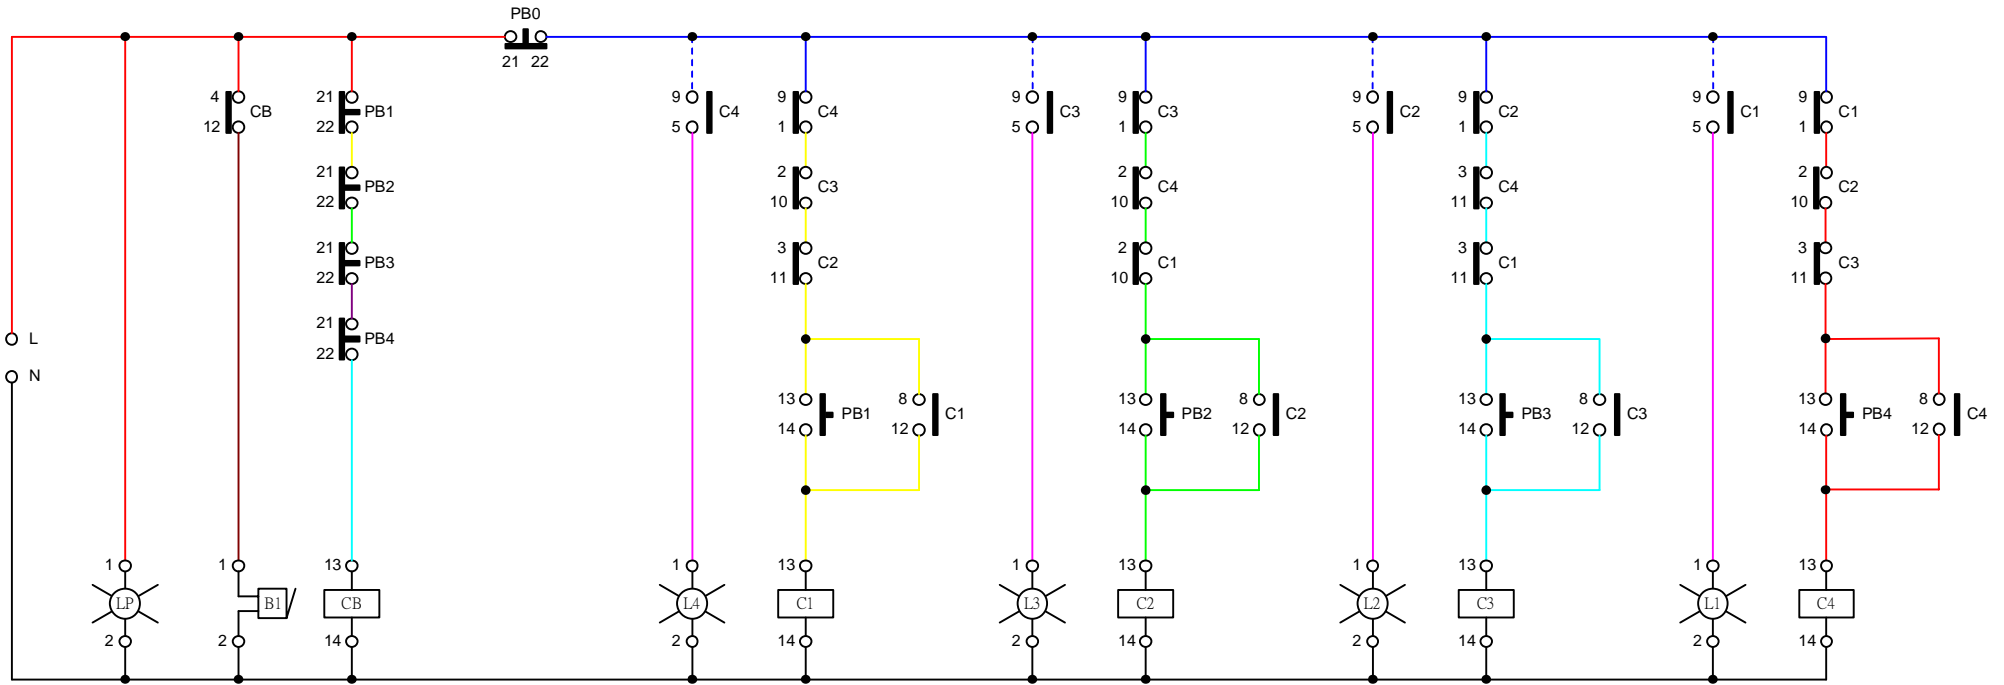 PB0
21 22
4 CB
12
21 PB1
22
21 PB2
22
21 PB3
22
21 PB4
22
L
N
9 C4
5
9 C4
1
2 C3
10
3 C2
11
13 PB1
14
8 C1
12
9 C3
5
9 C3
1
2 C4
10
2 C1
10
13 PB2
14
8 C2
12
9 C2
5
9 C2
1
3 C4
11
3 C1
11
13 PB3
14
8 C3
12
9 C1
5
9 C1
1
2 C2
10
3 C3
11
13 PB4
14
8 C4
12
1
LP
2
1
B1
2
13
CB
14
1
L4
2
13
C1
14
1
L3
2
13
C2
14
1
L2
2
13
C3
14
1
L1
2
13
C4
14